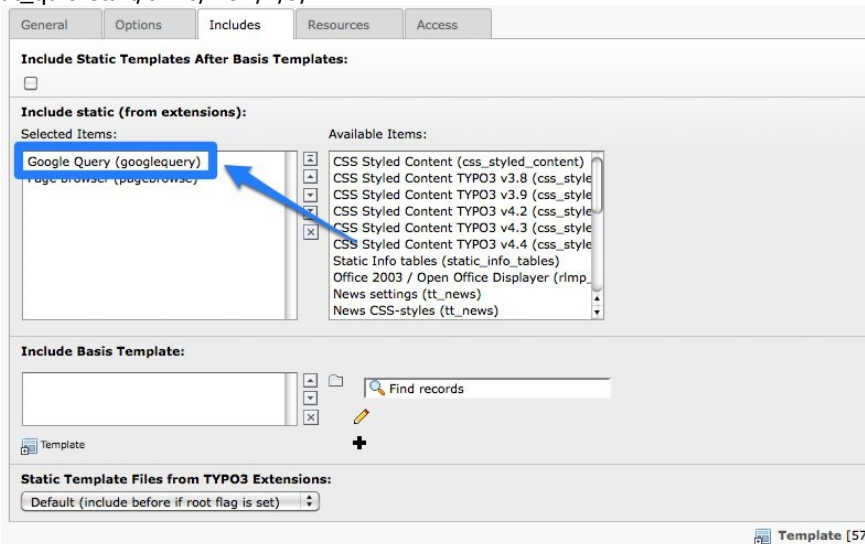 General Options Includes Resources Access
Include Static Templates After Basis Templates:
Include static (from extensions):
Selected Items: Available Items:
Google Query (googlequery) CSS Styled Content (css_styled_content)
Page browser (pagebrowse) CSS Styled Content TYPO3 v3.8 (css_style
CSS Styled Content TYPO3 v3.9 (css_style
CSS Styled Content TYPO3 v4.2 (css_style
CSS Styled Content TYPO3 v4.3 (css_style
CSS Styled Content TYPO3 v4.4 (css_style
Static Info tables (static_info_tables)
Office 2003 / Open Office Displayer (rlmp_
News settings (tt_news)
News CSS-styles (tt_news)
Include Basis Template:
Find records
Template
Static Template Files from TYPO3 Extensions:
Default (include before if root flag is set)
Template [57